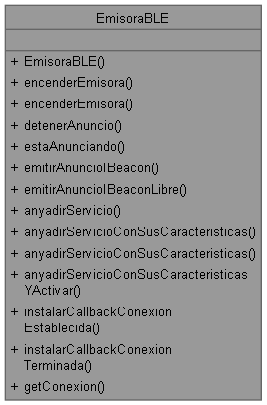 EmisoraBLE
+ EmisoraBLE()
+ encenderEmisora()
+ encenderEmisora()
+ detenerAnuncio()
+ estaAnunciando()
+ emitirAnuncioIBeacon()
+ emitirAnuncioIBeaconLibre()
+ anyadirServicio()
+ anyadirServicioConSusCaracteristicas()
+ anyadirServicioConSusCaracteristicas()
+ anyadirServicioConSusCaracteristicas
YActivar()
+ instalarCallbackConexion
Establecida()
+ instalarCallbackConexion
Terminada()
+ getConexion()